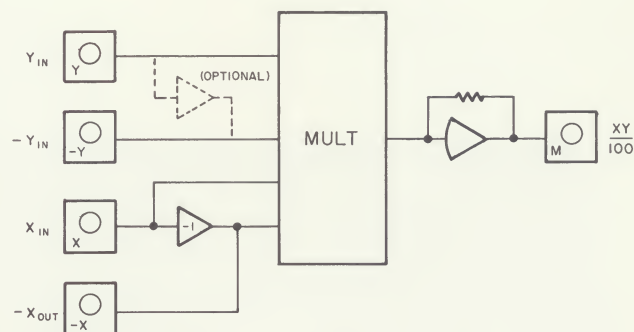 Y IN
Y
(OPTIONAL)
- Y IN
-Y
MULT
X IN
X
-1
- X OUT
-X
M
XY
100